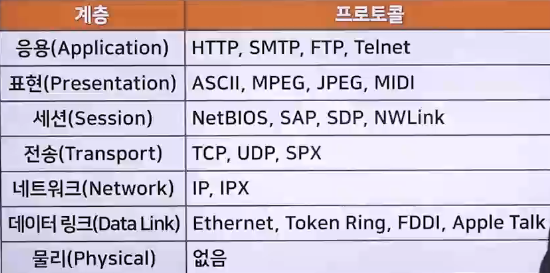 계층 프로토콜
응용(Application) HTTP, SMTP, FTP, Telnet
표현(Presentation) ASCII, MPEG, JPEG, MIDI
세션(Session) NetBIOS, SAP, SDP, NWLink
전송(Transport) TCP, UDP, SPX
네트워크(Network) IP, IPX
데이터 링크(Data Link) Ethernet, Token Ring, FDDI, Apple Talk
물리(Physical) 없음